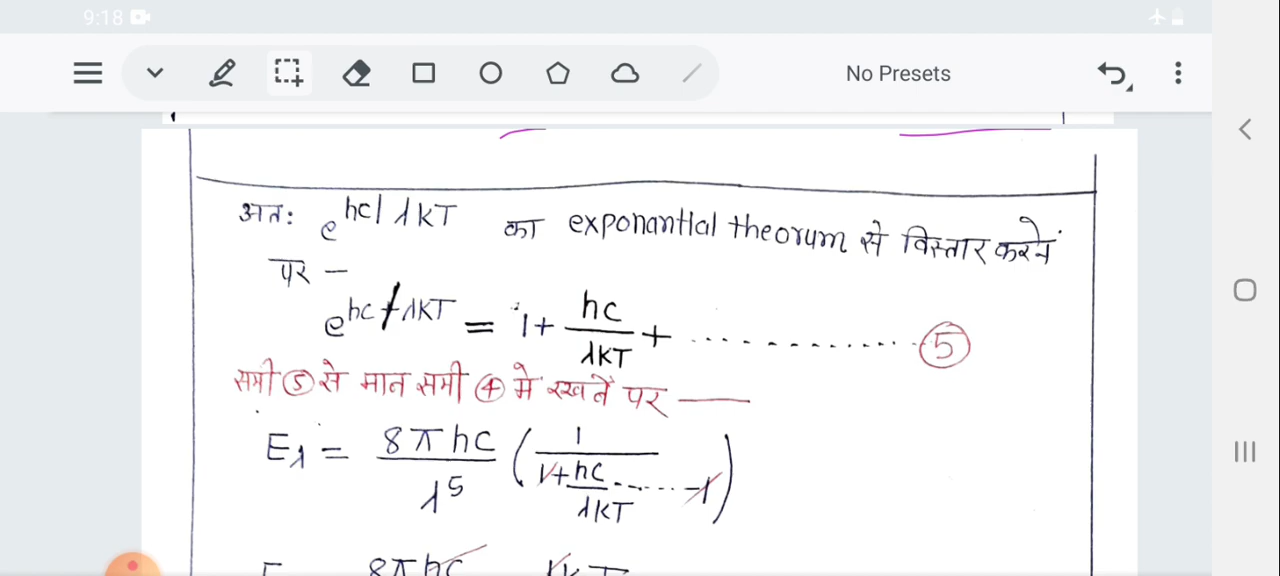 9:18
No Presets
अतः e^hc/λKT का exponantial theorum से विस्तार करनें
पर –
e^hc/λKT = 1 + hc/λKT + .............. ⑤
समी ⑤ से मान समी ④ में रखनें पर ——
Eλ = 8πhc/λ⁵ (1/(1+hc/λKT ....... -1))